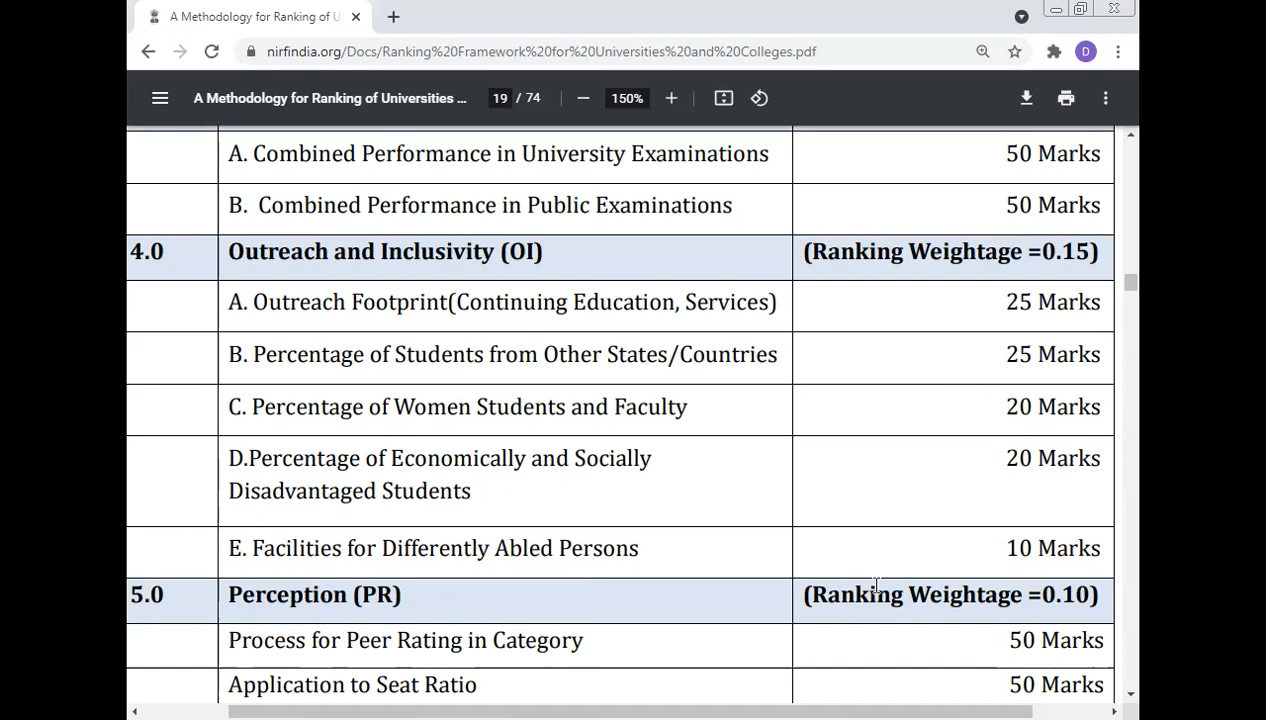 A Methodology for Ranking of U
nirfindia.org/Docs/Ranking%20Framework%20for%20Universities%20and%20Colleges.pdf
D
A Methodology for Ranking of Universities ...
19 / 74
150%
A. Combined Performance in University Examinations 50 Marks
B. Combined Performance in Public Examinations 50 Marks
4.0 Outreach and Inclusivity (OI) (Ranking Weightage =0.15)
A. Outreach Footprint(Continuing Education, Services) 25 Marks
B. Percentage of Students from Other States/Countries 25 Marks
C. Percentage of Women Students and Faculty 20 Marks
D.Percentage of Economically and Socially 20 Marks
Disadvantaged Students
E. Facilities for Differently Abled Persons 10 Marks
5.0 Perception (PR) (Ranking Weightage =0.10)
Process for Peer Rating in Category 50 Marks
Application to Seat Ratio 50 Marks